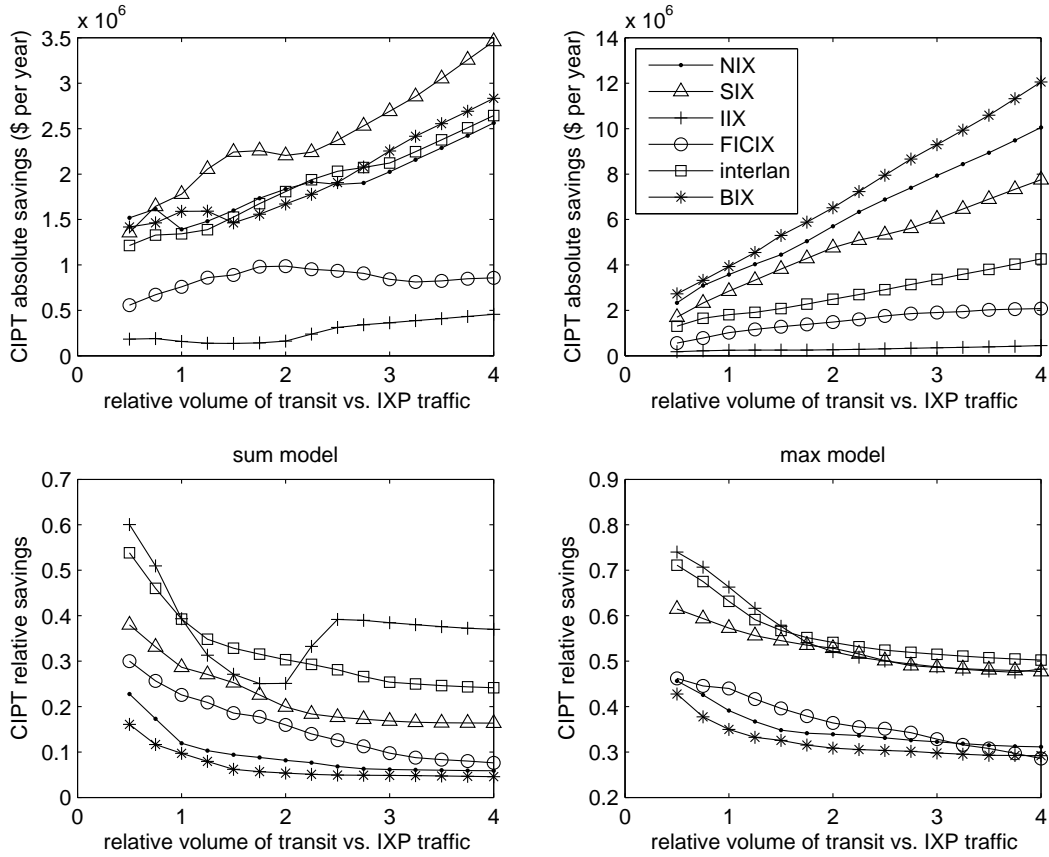 x 10^6
3.5
3
2.5
2
1.5
1
0.5
0
0 1 2 3 4
CIPT absolute savings ($ per year)
relative volume of transit vs. IXP traffic
x 10^6
14
12
10
8
6
4
2
0
0 1 2 3 4
CIPT absolute savings ($ per year)
relative volume of transit vs. IXP traffic
NIX
SIX
IIX
FICIX
interlan
BIX
sum model
0.7
0.6
0.5
0.4
0.3
0.2
0.1
0
0 1 2 3 4
CIPT relative savings
relative volume of transit vs. IXP traffic
max model
0.9
0.8
0.7
0.6
0.5
0.4
0.3
0.2
0 1 2 3 4
CIPT relative savings
relative volume of transit vs. IXP traffic